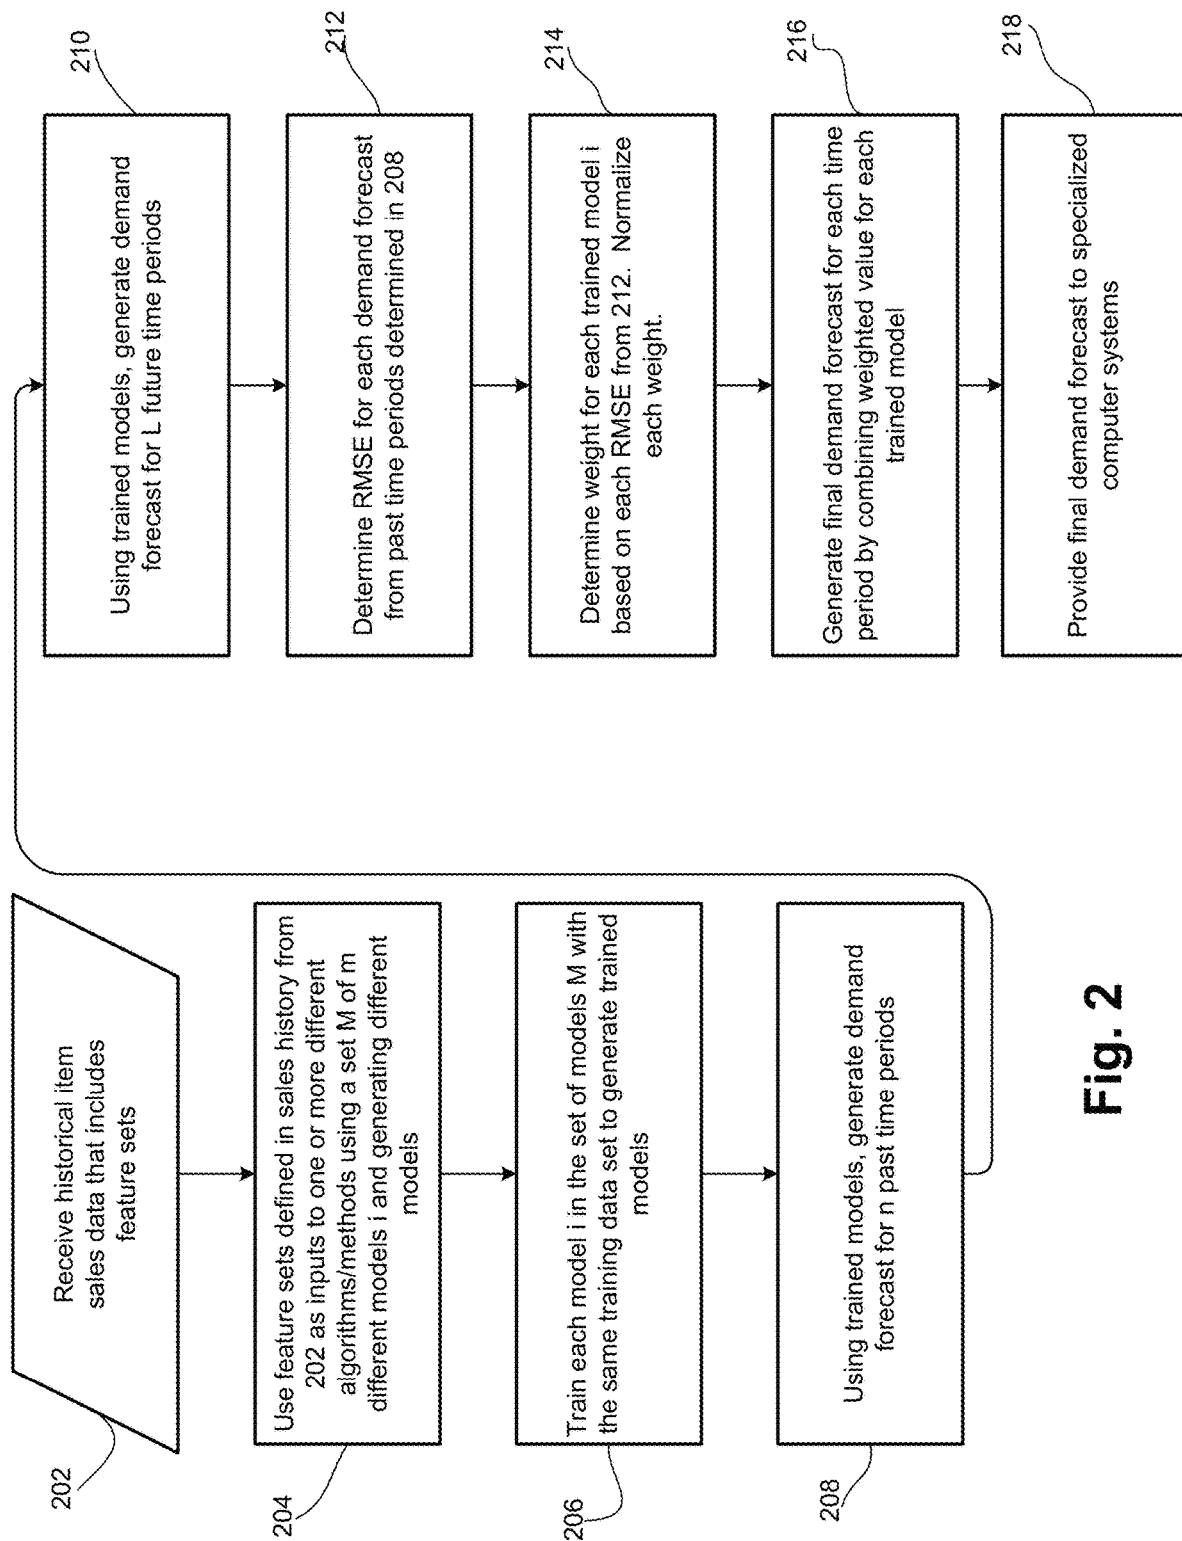 202
Receive historical item
sales data that includes
feature sets
204
Use feature sets defined in sales history from
202 as inputs to one or more different
algorithms/methods using a set M of m
different models i and generating different
models
206
Train each model i in the set of models M with
the same training data set to generate trained
models
208
Using trained models, generate demand
forecast for n past time periods
210
Using trained models, generate demand
forecast for L future time periods
212
Determine RMSE for each demand forecast
from past time periods determined in 208
214
Determine weight for each trained model i
based on each RMSE from 212.  Normalize
each weight.
216
Generate final demand forecast for each time
period by combining weighted value for each
trained model
218
Provide final demand forecast to specialized
computer systems
Fig. 2